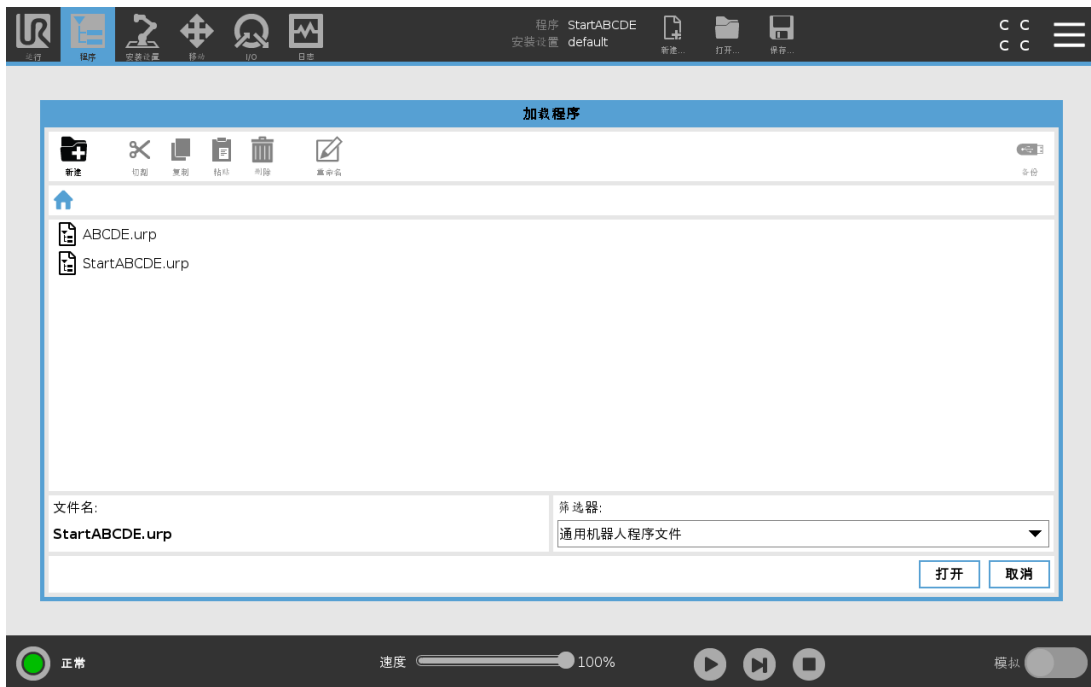 程序 StartABCDE
安装设置 default
C C
C C
运行
程序
安装设置
移动
I/O
日志
新建...
打开...
保存...
加载程序
新建
切割
复制
粘贴
删除
重命名
备份
ABCDE.urp
StartABCDE.urp
文件名:
StartABCDE.urp
筛选器:
通用机器人程序文件
打开
取消
正常
速度
100%
模拟